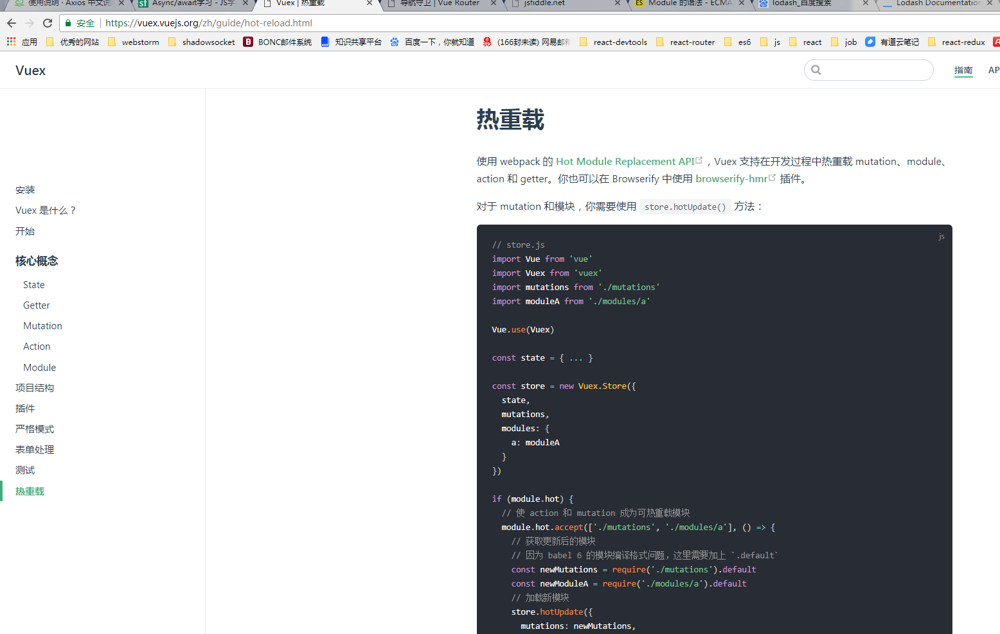 使用说明 · Axios 中文说
Async/await学习 - JS学
Vuex | 热重载
导航守卫 | Vue Router
jsfiddle.net
ES Module 的语法 - ECMA
lodash_百度搜索
Lodash Documentation
安全 https://vuex.vuejs.org/zh/guide/hot-reload.html
应用 优秀的网站 webstorm shadowsocket B BONC邮件系统 知识共享平台 百度一下，你就知道 (166封未读) 网易邮 react-devtools react-router es6 js react job 有道云笔记 react-redux
Vuex
指南 AP
安装
Vuex 是什么？
开始
核心概念
State
Getter
Mutation
Action
Module
项目结构
插件
严格模式
表单处理
测试
热重载
热重载
使用 webpack 的 Hot Module Replacement API，Vuex 支持在开发过程中热重载 mutation、module、
action 和 getter。你也可以在 Browserify 中使用 browserify-hmr 插件。
对于 mutation 和模块，你需要使用 store.hotUpdate() 方法：
js
// store.js
import Vue from 'vue'
import Vuex from 'vuex'
import mutations from './mutations'
import moduleA from './modules/a'
Vue.use(Vuex)
const state = { ... }
const store = new Vuex.Store({
state,
mutations,
modules: {
a: moduleA
}
})
if (module.hot) {
// 使 action 和 mutation 成为可热重载模块
module.hot.accept(['./mutations', './modules/a'], () => {
// 获取更新后的模块
// 因为 babel 6 的模块编译格式问题，这里需要加上 `.default`
const newMutations = require('./mutations').default
const newModuleA = require('./modules/a').default
// 加载新模块
store.hotUpdate({
mutations: newMutations,